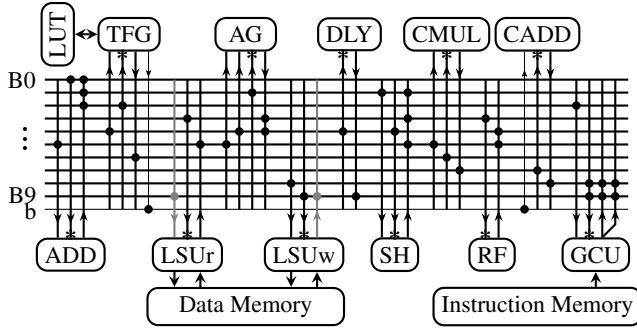 LUT TFG AG DLY CMUL CADD
B0
⋮
B9
b
ADD LSUr LSUw SH RF GCU
Data Memory Instruction Memory